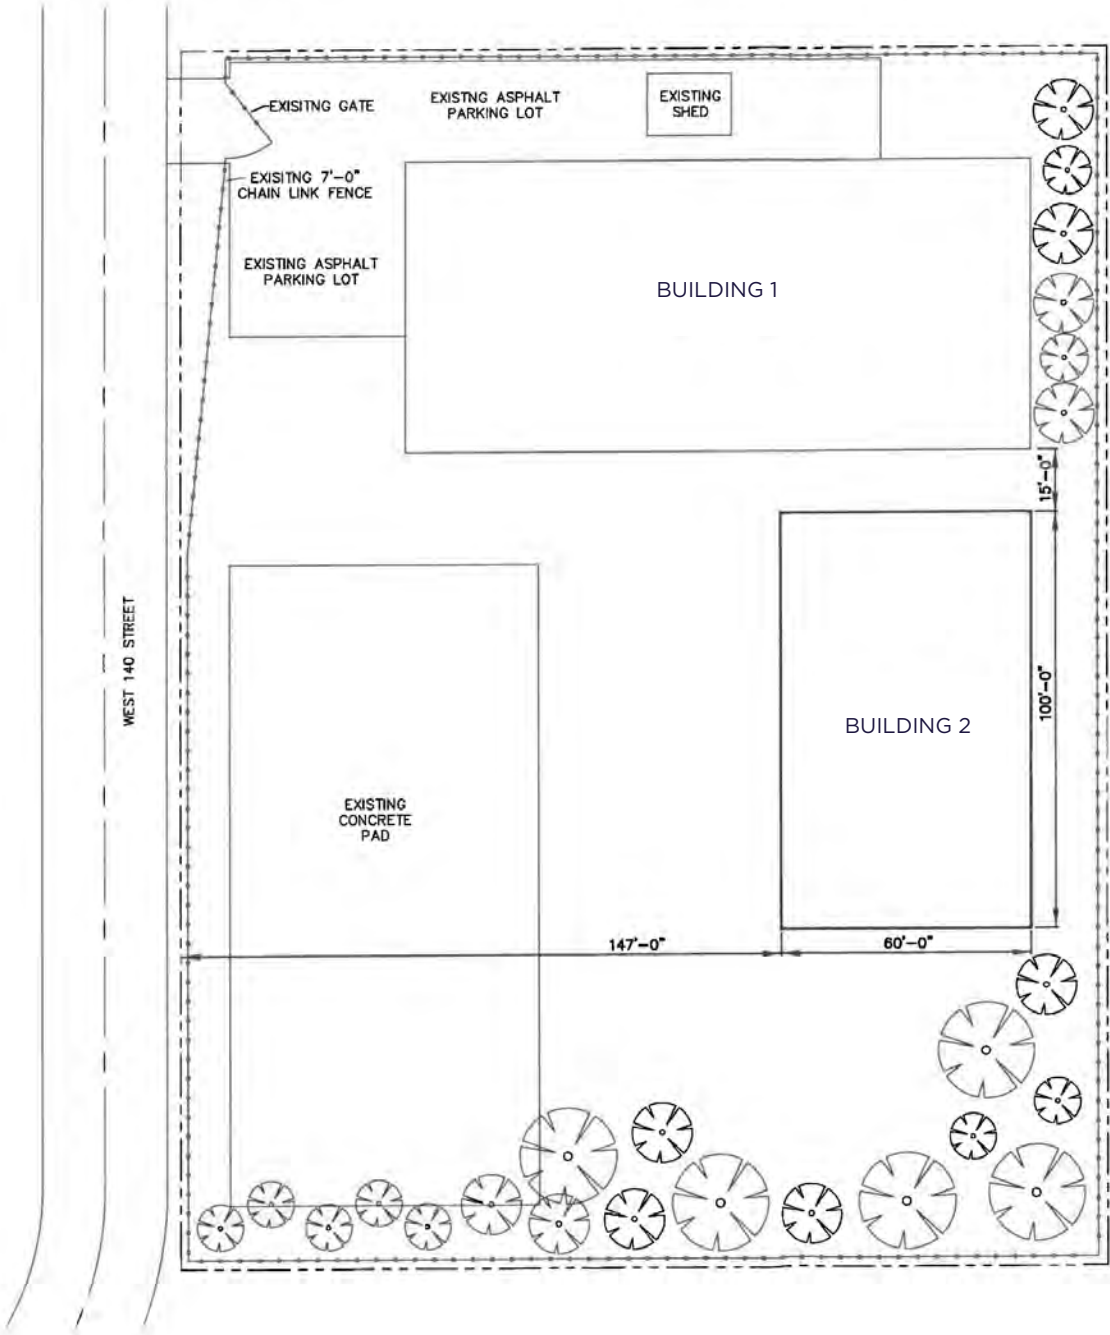 EXISITNG GATE
EXISTNG ASPHALT
PARKING LOT
EXISTING
SHED
EXISITNG 7'-0"
CHAIN LINK FENCE
EXISTING ASPHALT
PARKING LOT
BUILDING 1
15'-0"
WEST 140 STREET
100'-0"
BUILDING 2
EXISTING
CONCRETE
PAD
147'-0"
60'-0"